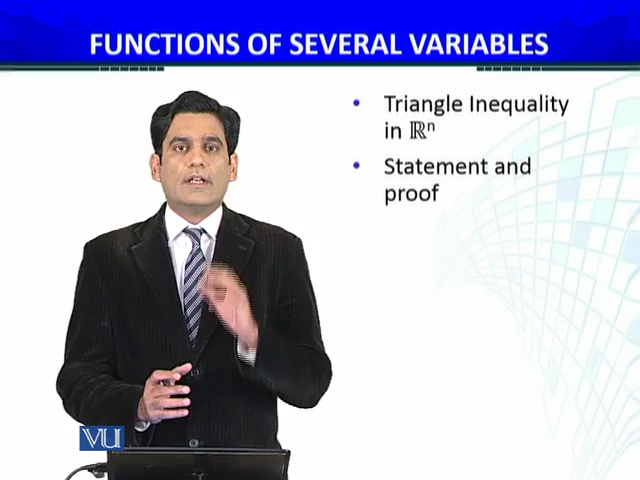 FUNCTIONS OF SEVERAL VARIABLES
• Triangle Inequality
in ℝⁿ
• Statement and
proof
VU